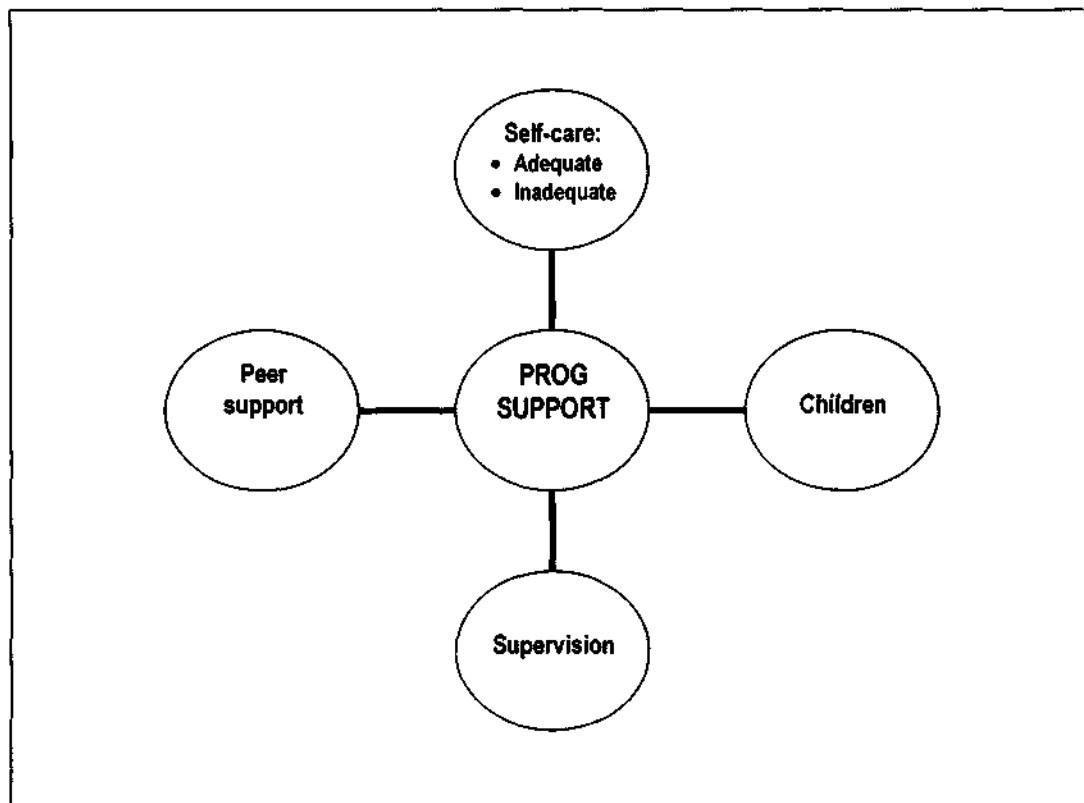 Self-care:
• Adequate
• Inadequate
Peer
support
PROG
SUPPORT
Children
Supervision